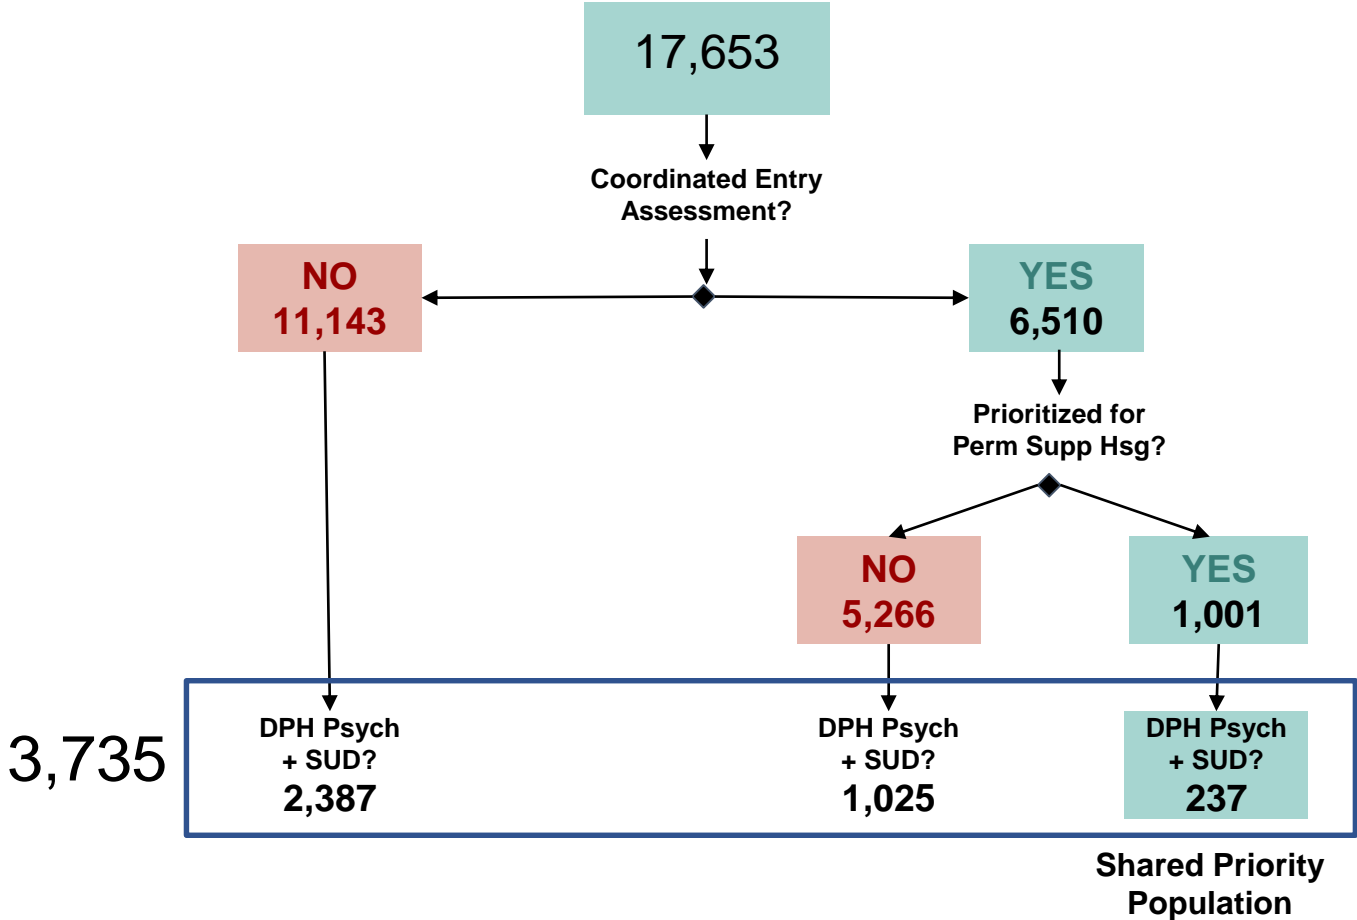 17,653
Coordinated Entry
Assessment?
NO
11,143
YES
6,510
Prioritized for
Perm Supp Hsg?
NO
5,266
YES
1,001
3,735
DPH Psych
+ SUD?
2,387
DPH Psych
+ SUD?
1,025
DPH Psych
+ SUD?
237
Shared Priority
Population